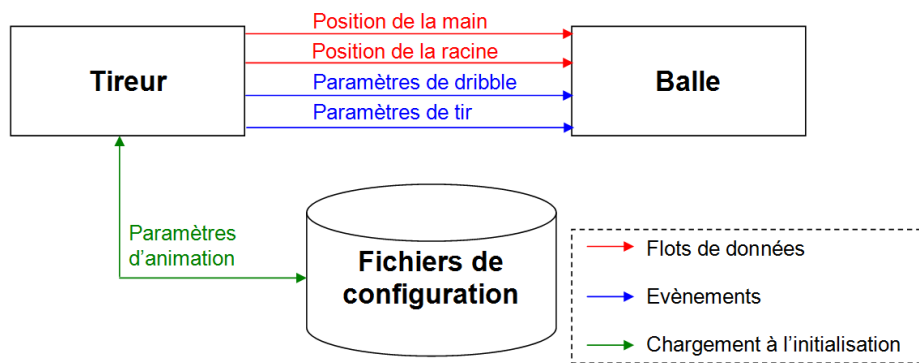 Position de la main
Position de la racine
Tireur
Paramètres de dribble
Balle
Paramètres de tir
Paramètres
d'animation
Fichiers de
configuration
Flots de données
Evènements
Chargement à l'initialisation